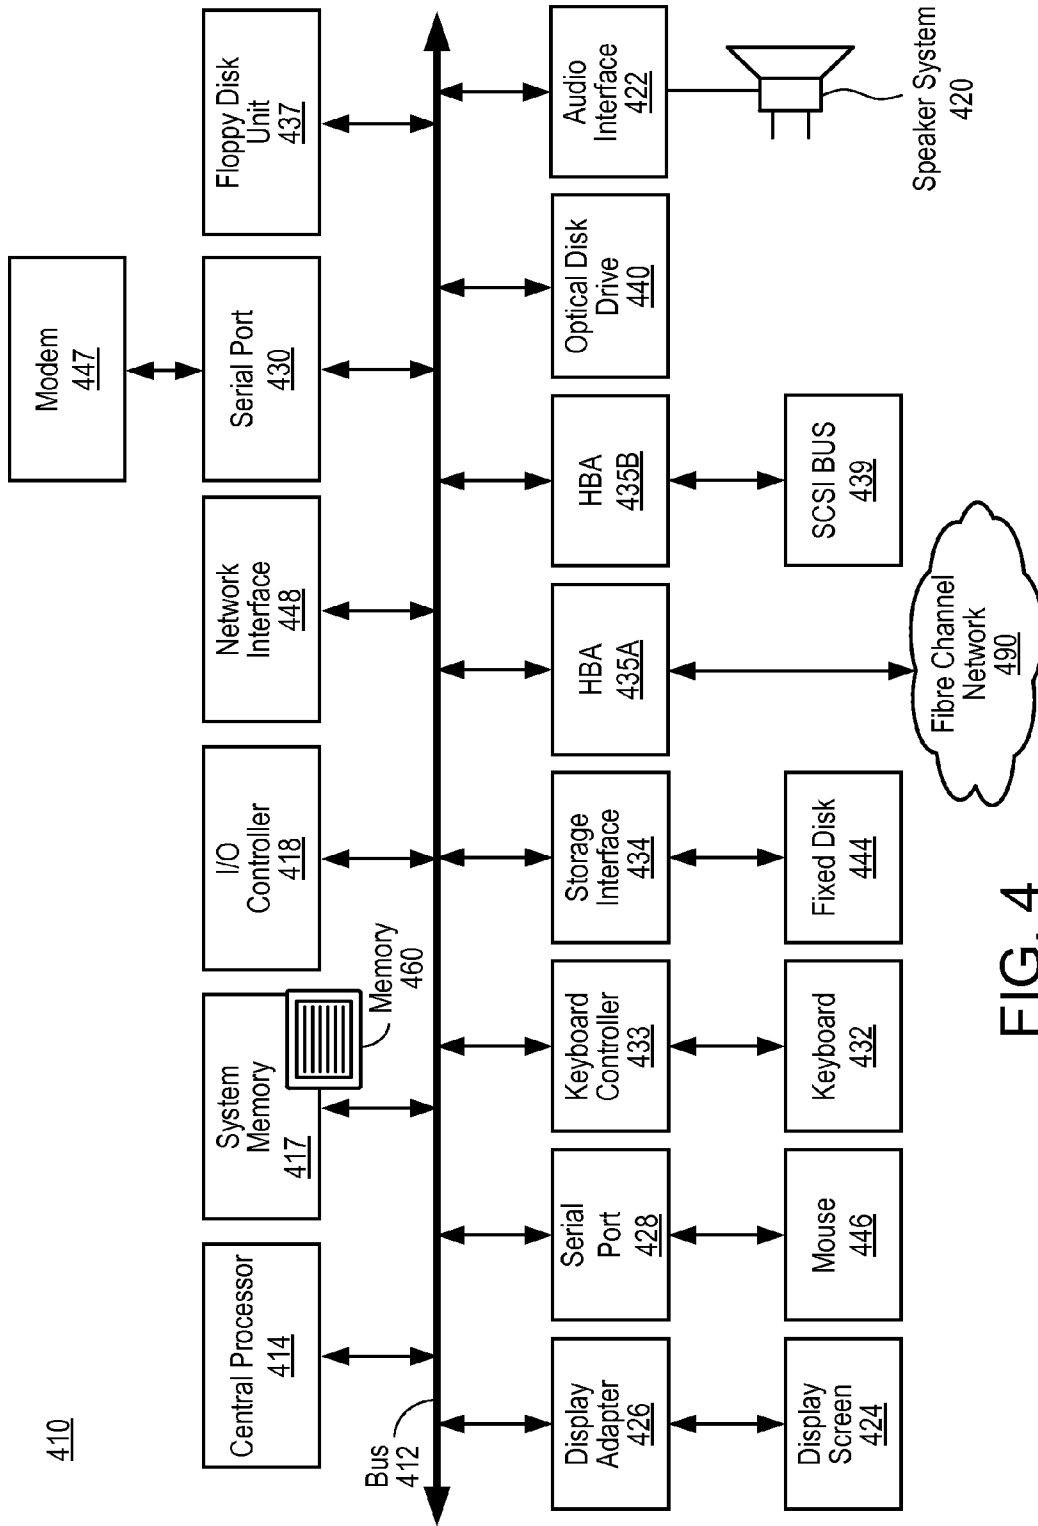 410
Modem
447
Central Processor
414
System
Memory
417
Memory
460
I/O
Controller
418
Network
Interface
448
Serial Port
430
Floppy Disk
Unit
437
Bus
412
Display
Adapter
426
Serial
Port
428
Keyboard
Controller
433
Storage
Interface
434
HBA
435A
HBA
435B
Optical Disk
Drive
440
Audio
Interface
422
Display
Screen
424
Mouse
446
Keyboard
432
Fixed Disk
444
Fibre Channel
Network
490
SCSI BUS
439
Speaker System
420
FIG. 4